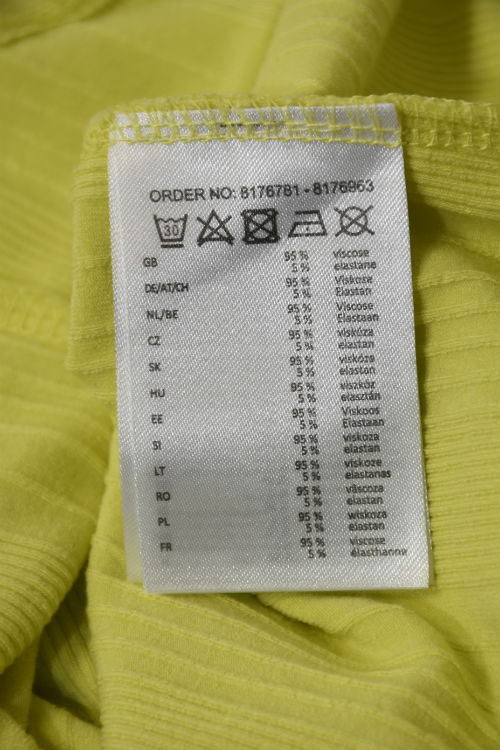 ORDER NO: 8176781 - 8176963
30
GB 95 % viscose
5 % elastane
DE/AT/CH 95 % Viskose
5 % Elastan
NL/BE 95 % Viscose
5 % Elastaan
CZ 95 % viskóza
5 % elastan
SK 95 % viskóza
5 % elastan
HU 95 % viszkóz
5 % elasztán
EE 95 % Viskoos
5 % Elastaan
SI 95 % viskoza
5 % elastan
LT 95 % viskoze
5 % elastanas
RO 95 % vâscoza
5 % elastan
PL 95 % wiskoza
5 % elastan
FR 95 % viscose
5 % élasthanne